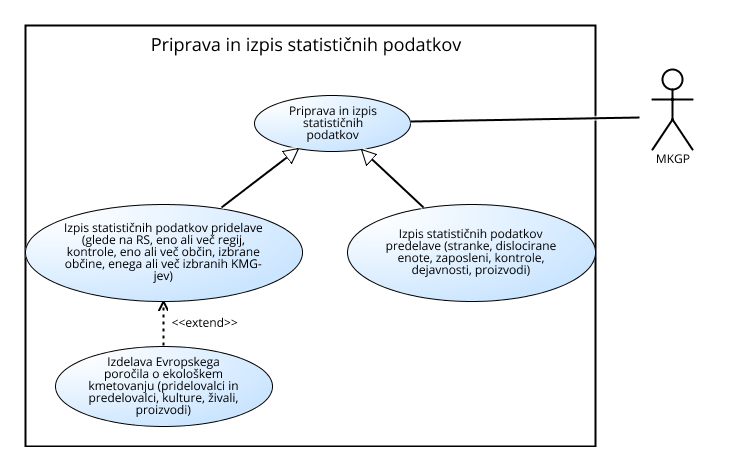 Priprava in izpis statističnih podatkov
Priprava in izpis
statističnih
podatkov
MKGP
Izpis statističnih podatkov pridelave
(glede na RS, eno ali več regij,
kontrole, eno ali več občin, izbrane
občine, enega ali več izbranih KMG-
jev)
Izpis statističnih podatkov
predelave (stranke, dislocirane
enote, zaposleni, kontrole,
dejavnosti, proizvodi)
<<extend>>
Izdelava Evropskega
poročila o ekološkem
kmetovanju (pridelovalci in
predelovalci, kulture, živali,
proizvodi)